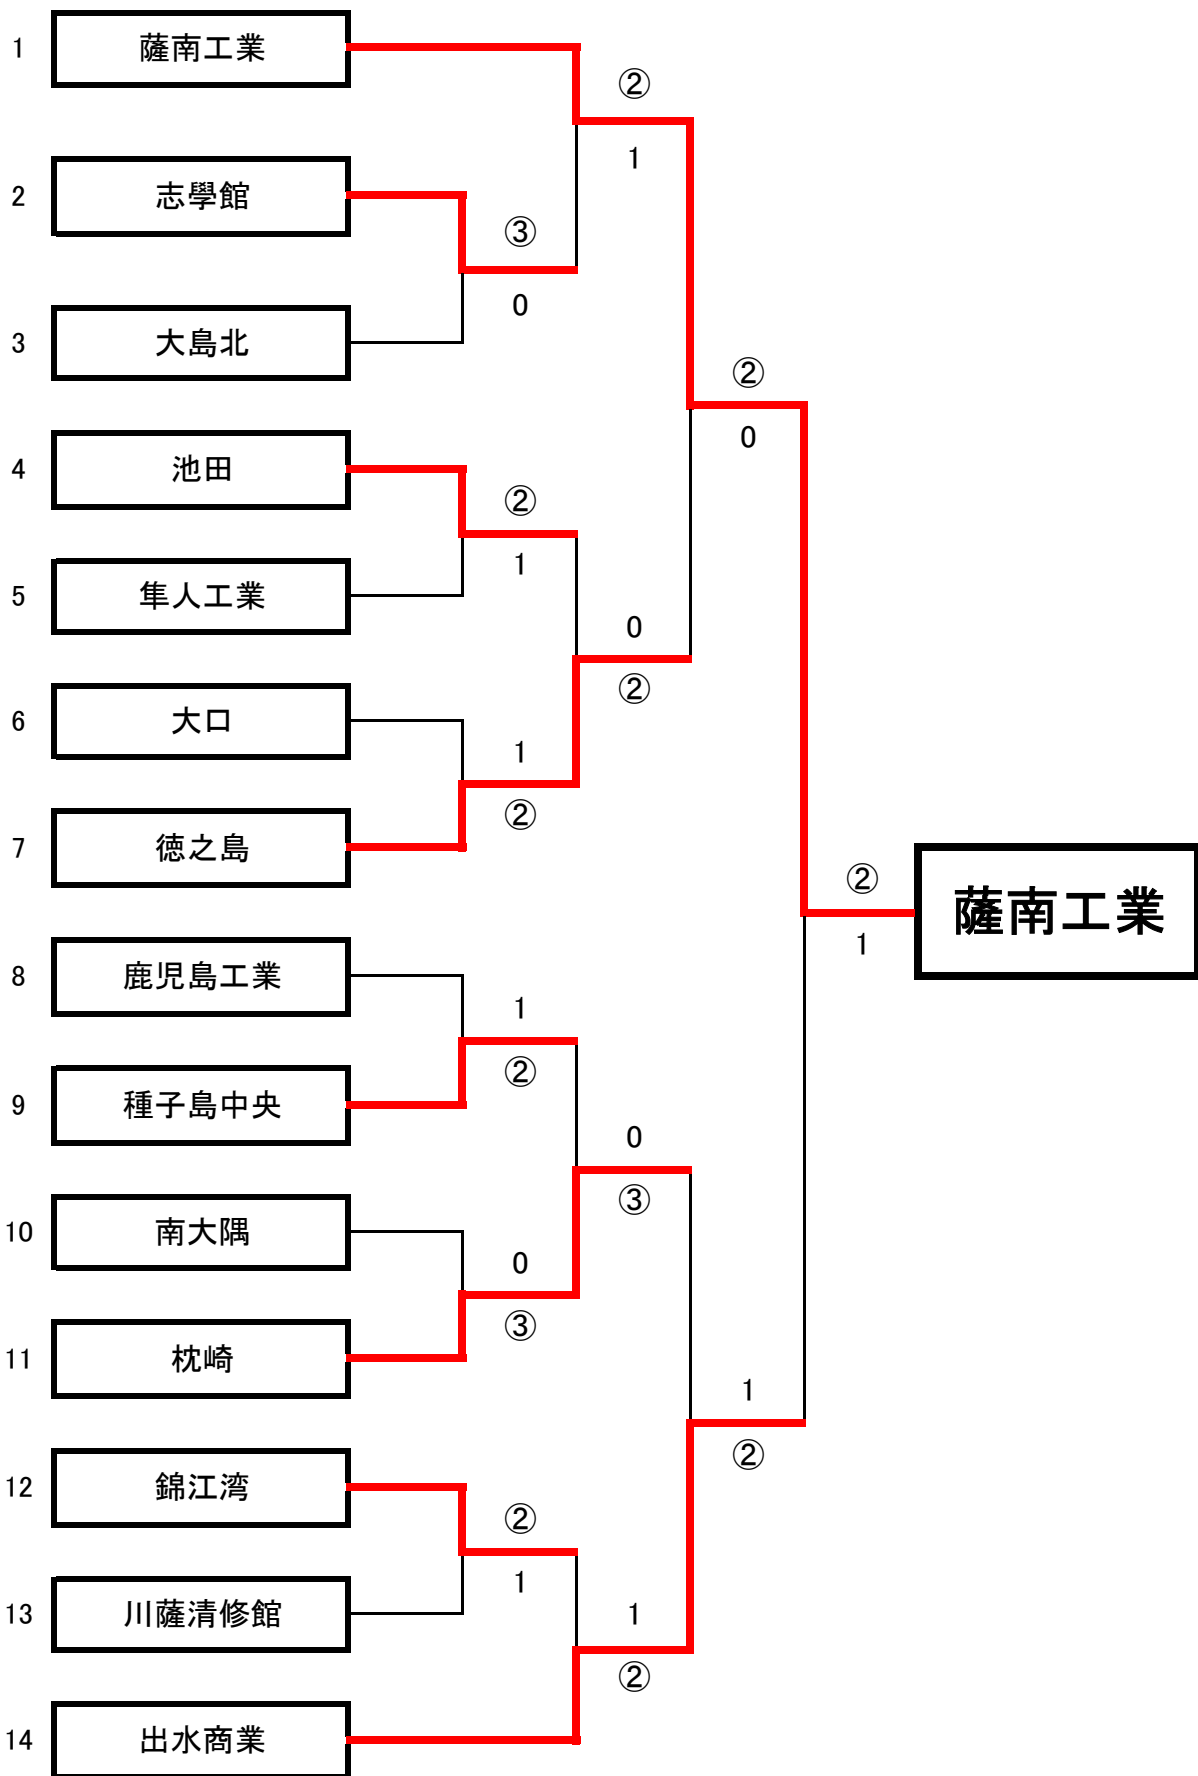 1 薩南工業
②
1
2 志學館
③
0
3 大島北
②
0
4 池田
②
1
5 隼人工業
0
②
6 大口
1
②
7 徳之島
②
1
薩南工業
8 鹿児島工業
1
②
9 種子島中央
0
③
10 南大隅
0
③
11 枕崎
1
②
12 錦江湾
②
1
13 川薩清修館
1
②
14 出水商業